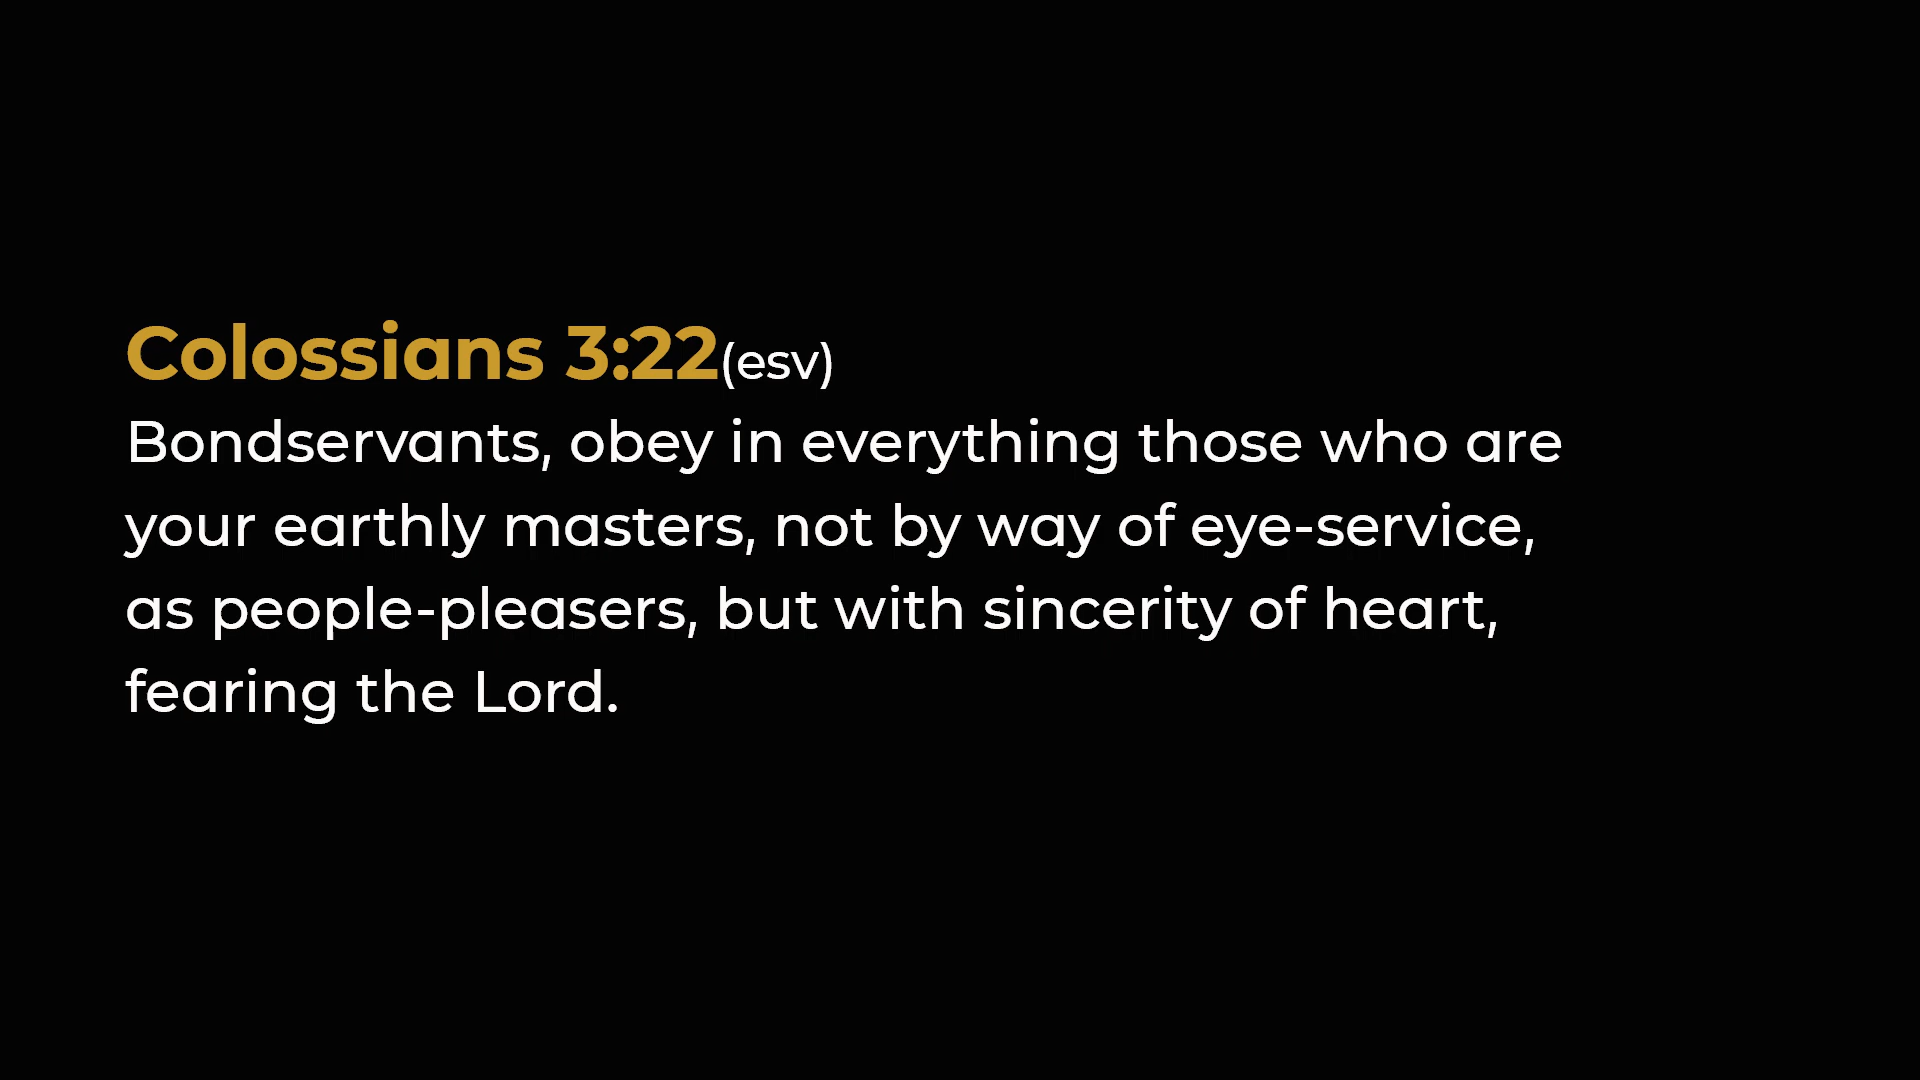 Colossians 3:22(esv)
Bondservants, obey in everything those who are
your earthly masters, not by way of eye-service,
as people-pleasers, but with sincerity of heart,
fearing the Lord.